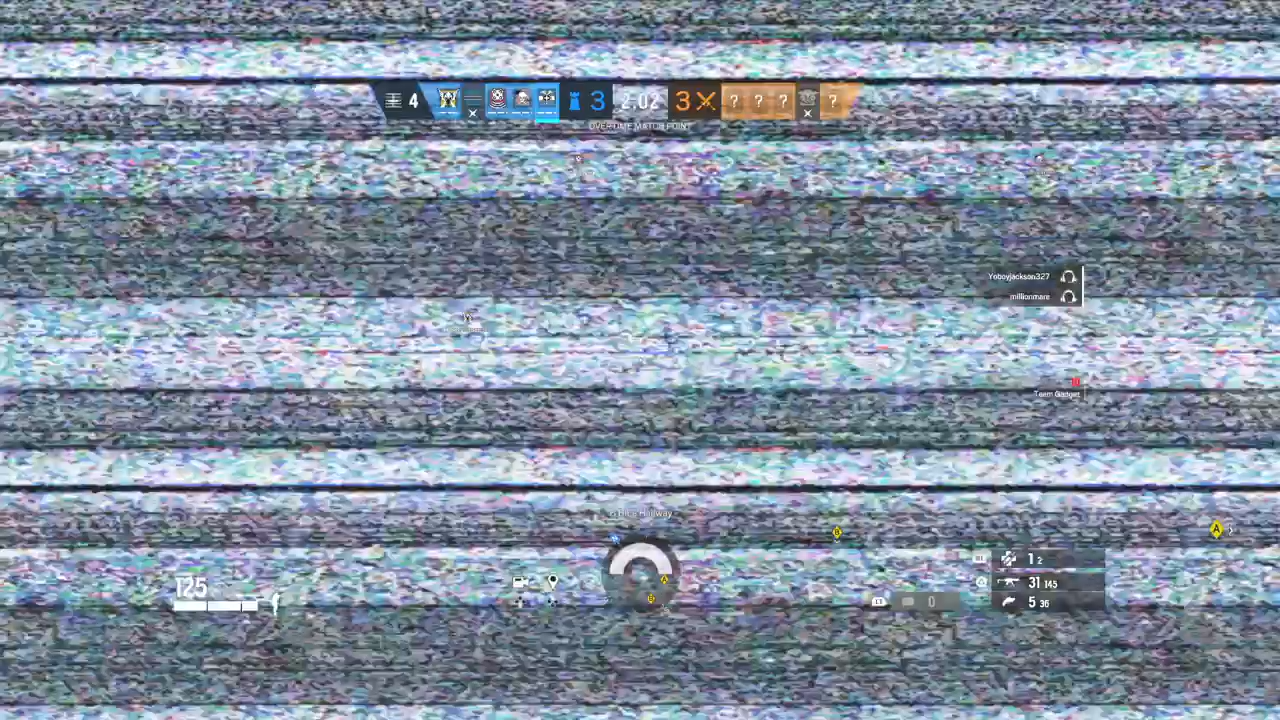 4
3
2:02
3
? ? ?
?
OVERTIME MATCH POINT
Yoboyjackson327
millionmare
Team Gadget
Hallway
B
A
125
A
B
1 2
31 145
5 36
0